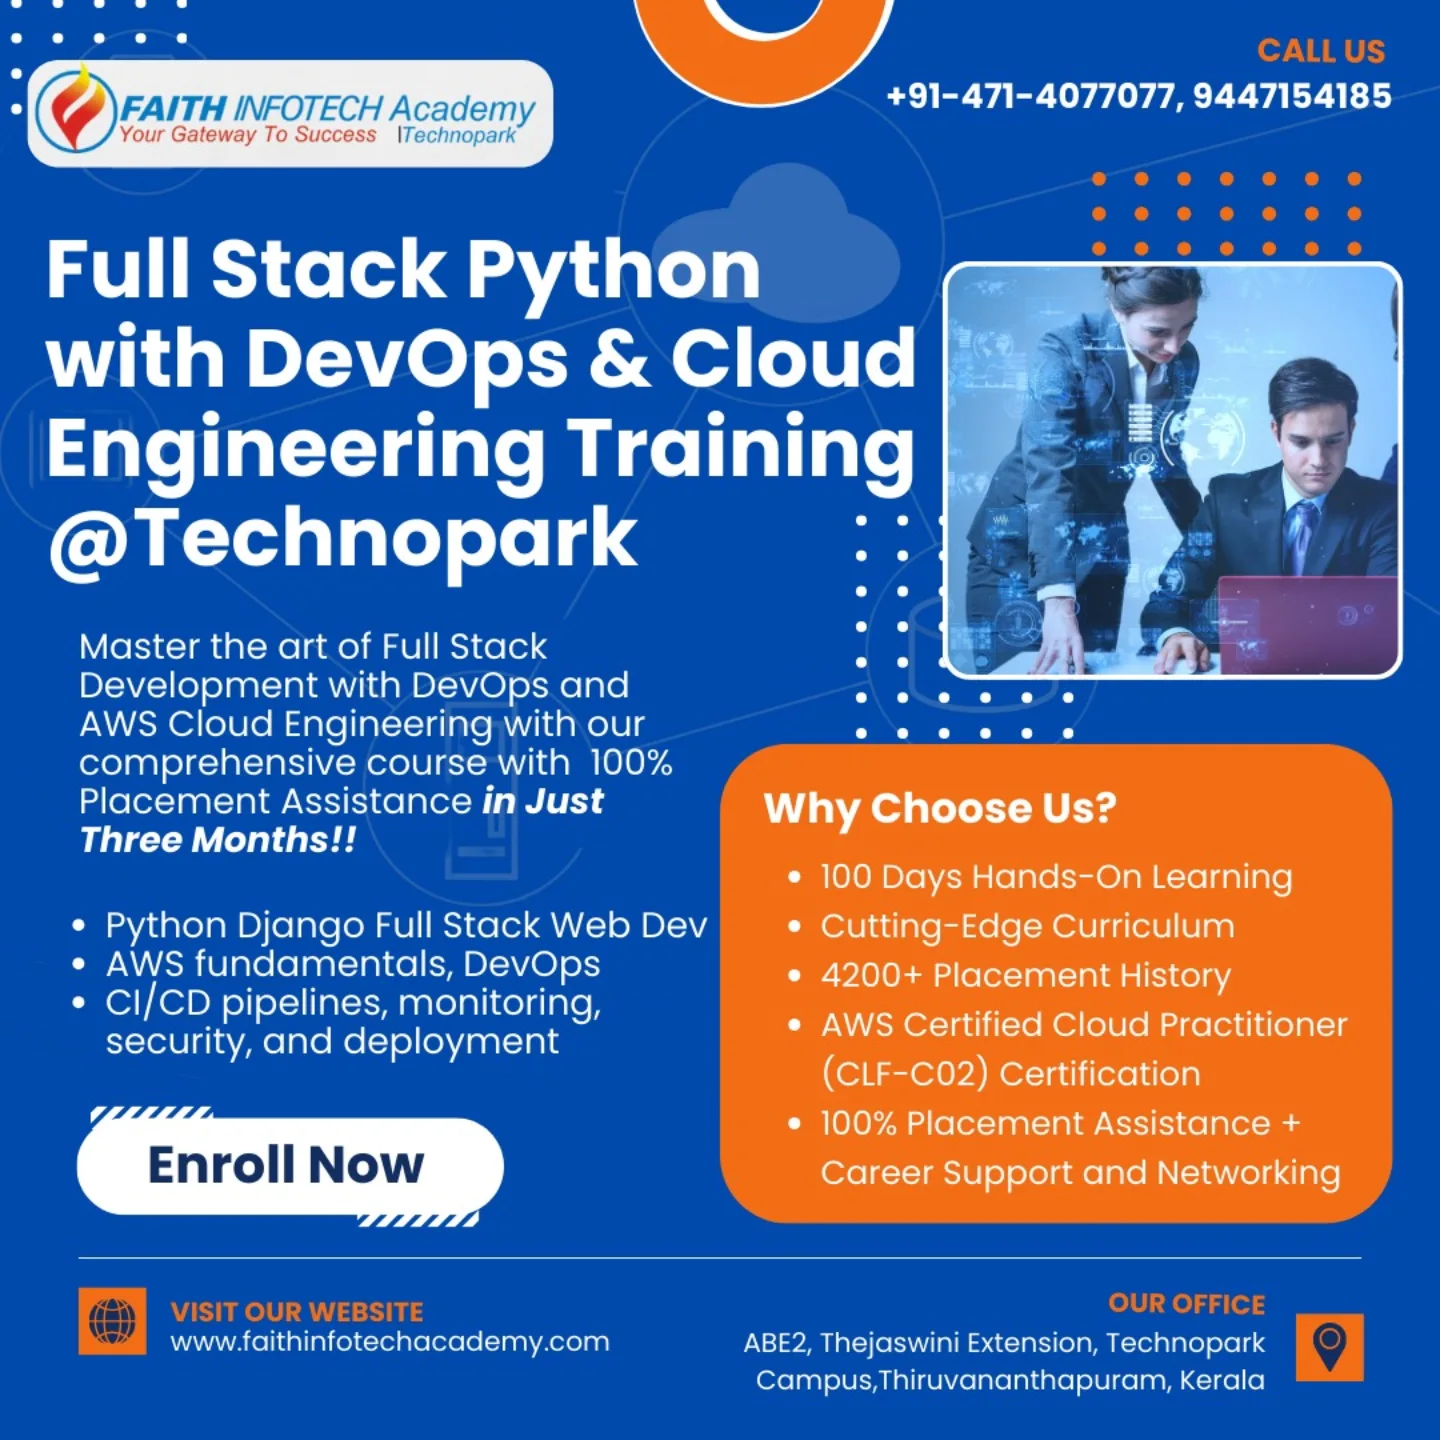 FAITH INFOTECH Academy
Your Gateway To Success |Technopark
CALL US
+91-471-4077077, 9447154185
Full Stack Python
with DevOps & Cloud
Engineering Training
@Technopark
Master the art of Full Stack
Development with DevOps and
AWS Cloud Engineering with our
comprehensive course with 100%
Placement Assistance in Just
Three Months!!
• Python Django Full Stack Web Dev
• AWS fundamentals, DevOps
• CI/CD pipelines, monitoring,
security, and deployment
Enroll Now
Why Choose Us?
• 100 Days Hands-On Learning
• Cutting-Edge Curriculum
• 4200+ Placement History
• AWS Certified Cloud Practitioner
(CLF-C02) Certification
• 100% Placement Assistance +
Career Support and Networking
VISIT OUR WEBSITE
www.faithinfotechacademy.com
OUR OFFICE
ABE2, Thejaswini Extension, Technopark
Campus,Thiruvananthapuram, Kerala